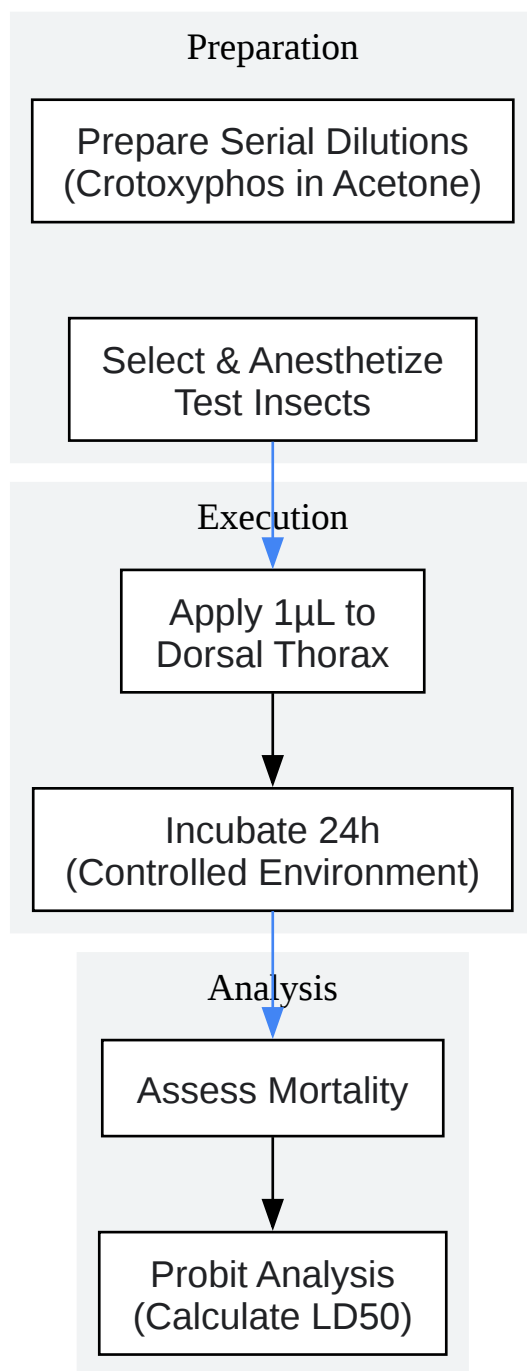 Preparation
Prepare Serial Dilutions
(Crotoxyphos in Acetone)
Select & Anesthetize
Test Insects
Execution
Apply 1µL to
Dorsal Thorax
Incubate 24h
(Controlled Environment)
Analysis
Assess Mortality
Probit Analysis
(Calculate LD50)